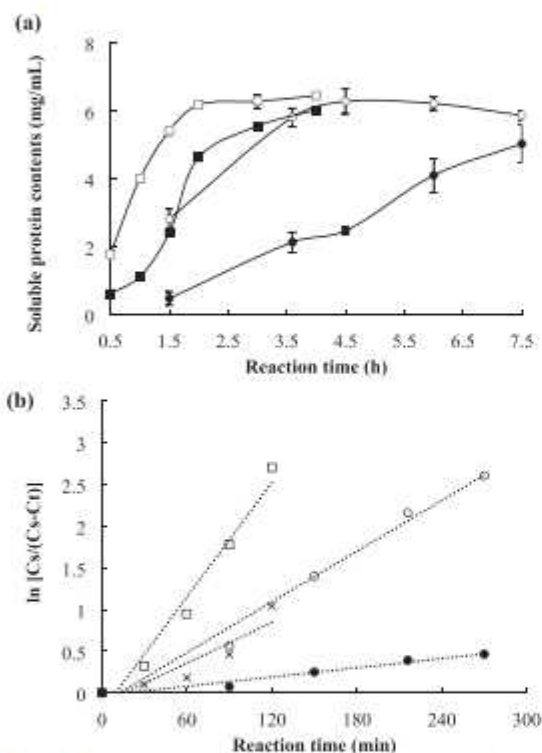 (a)
8
6
4
2
0
Soluble protein contents (mg/mL)
0.5 1.5 2.5 3.5 4.5 5.5 6.5 7.5
Reaction time (h)
(b)
3.5
3
2.5
2
1.5
1
0.5
0
ln [Cs/(Cs-Ct)]
0 60 120 180 240 300
Reaction time (min)